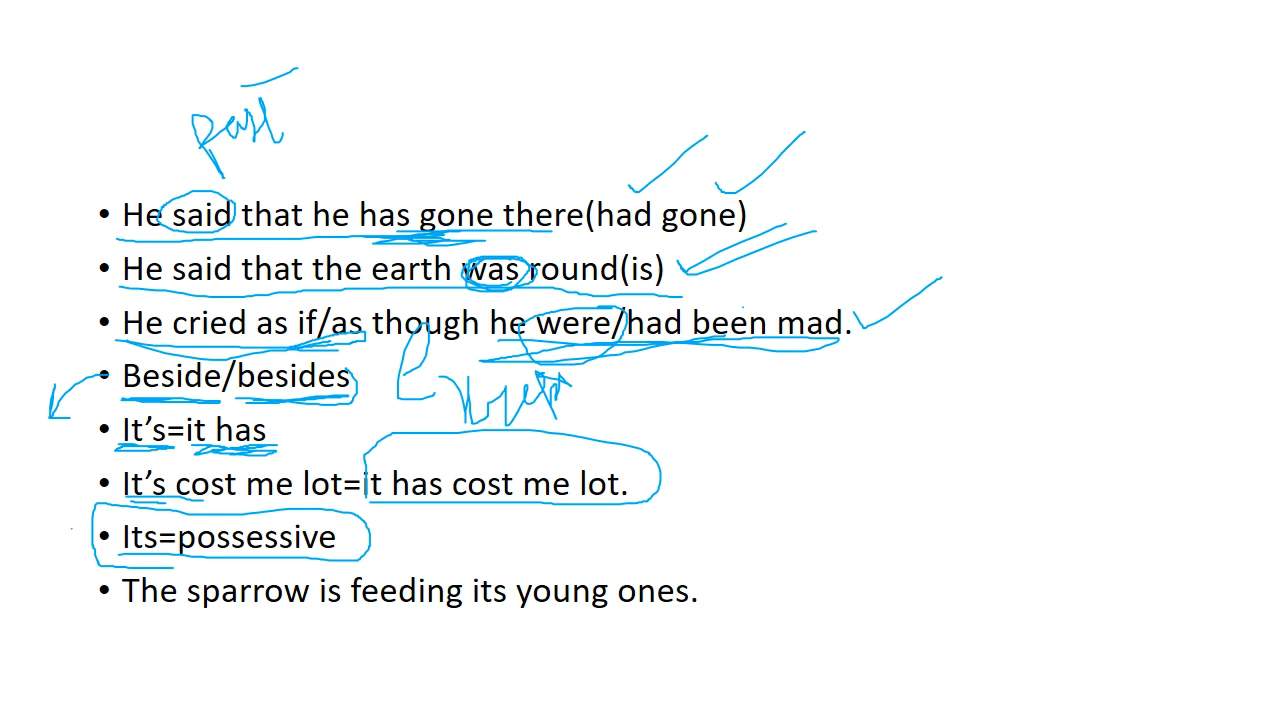 past
• He said that he has gone there(had gone)
• He said that the earth was round(is)
• He cried as if/as though he were/had been mad.
• Beside/besides
• It’s=it has
• It’s cost me lot=it has cost me lot.
• Its=possessive
• The sparrow is feeding its young ones.